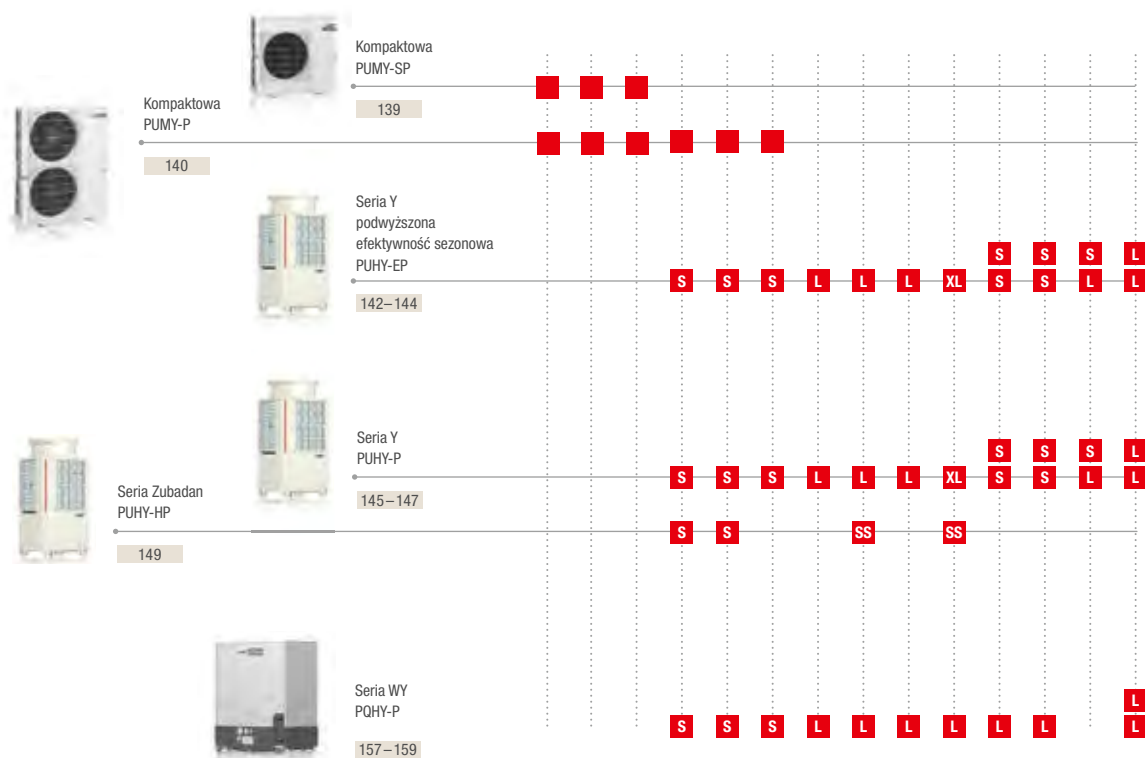 Kompaktowa
PUMY-SP
139
Kompaktowa
PUMY-P
140
Seria Y
podwyższona
efektywność sezonowa
PUHY-EP
142–144
S S S L
S S S L L L XL S S L L
Seria Y
PUHY-P
145–147
S S S L
S S S L L L XL S S L L
Seria Zubadan
PUHY-HP
149
S S SS SS
Seria WY
PQHY-P
157–159
L
S S S L L L L L L L